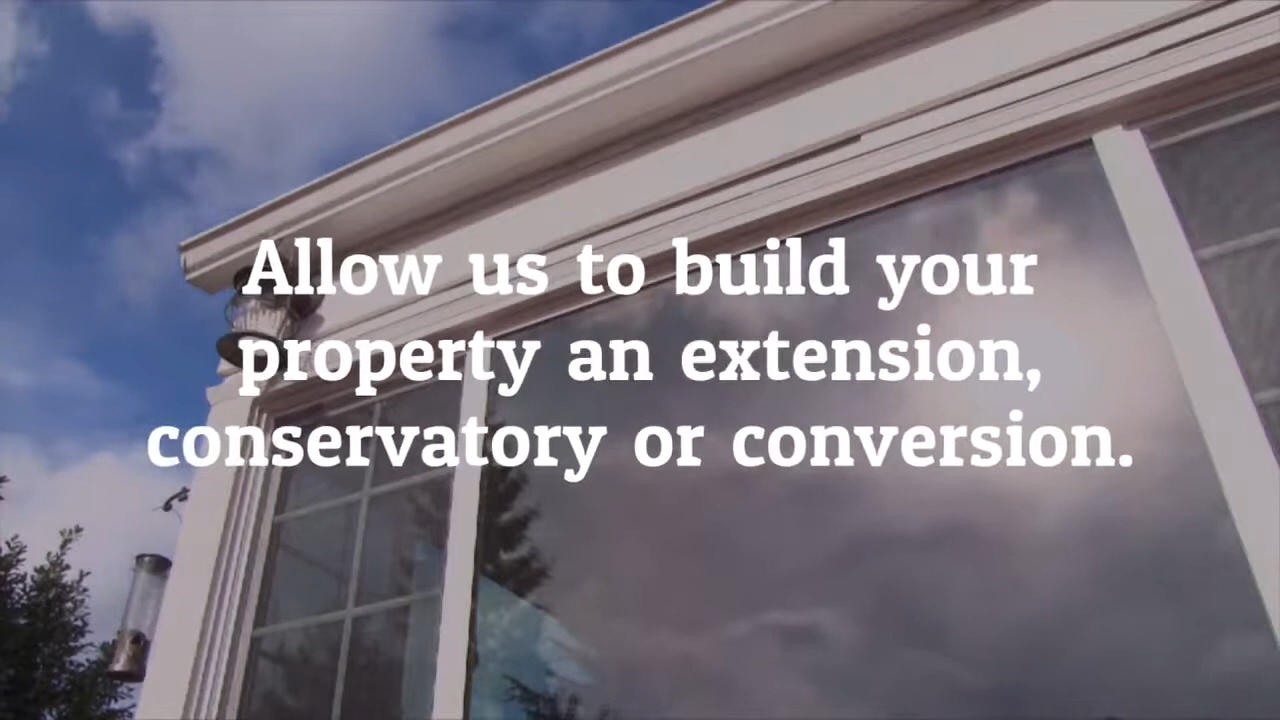 Allow us to build your
property an extension,
conservatory or conversion.